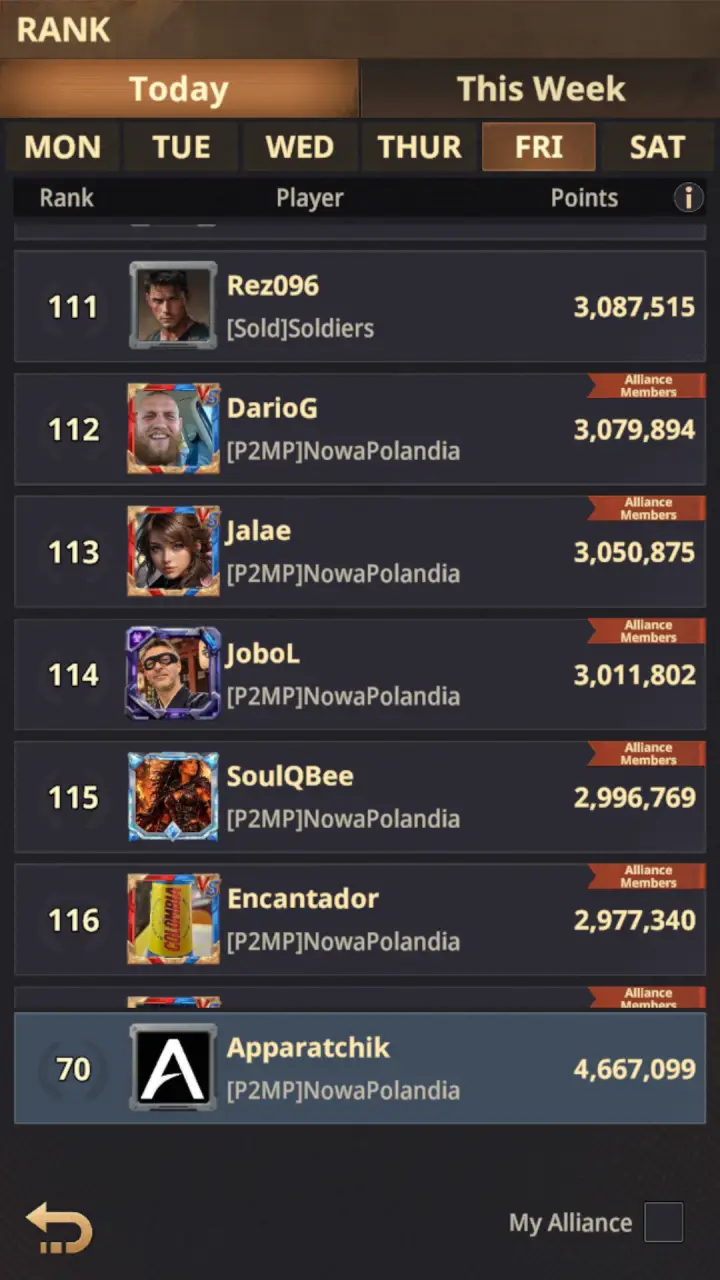 RANK
Today
This Week
MON
TUE
WED
THUR
FRI
SAT
Rank
Player
Points
111
Rez096
[Sold]Soldiers
3,087,515
Alliance
Members
112
DarioG
[P2MP]NowaPolandia
3,079,894
Alliance
Members
113
Jalae
[P2MP]NowaPolandia
3,050,875
Alliance
Members
114
JoboL
[P2MP]NowaPolandia
3,011,802
Alliance
Members
115
SoulQBee
[P2MP]NowaPolandia
2,996,769
Alliance
Members
116
COLOMBIA
Encantador
[P2MP]NowaPolandia
2,977,340
Alliance
Members
70
Apparatchik
[P2MP]NowaPolandia
4,667,099
My Alliance